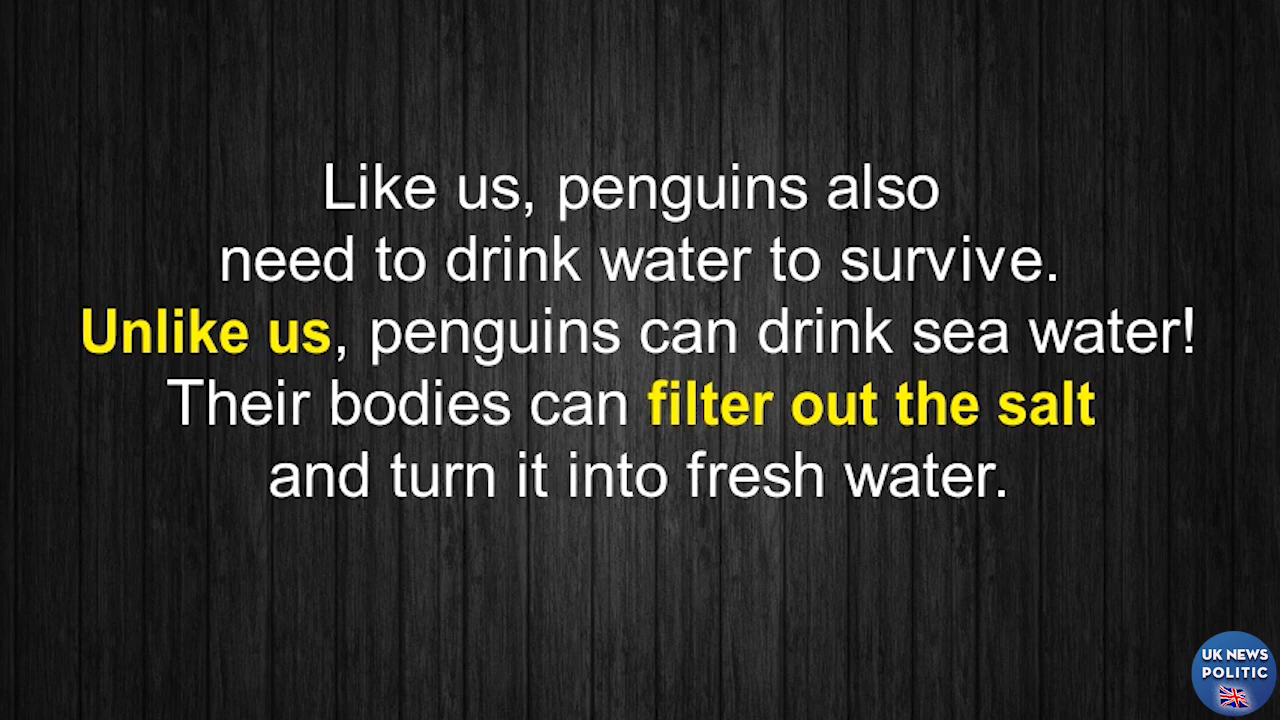 Like us, penguins also
need to drink water to survive.
Unlike us, penguins can drink sea water!
Their bodies can filter out the salt
and turn it into fresh water.
UK NEWS
POLITIC